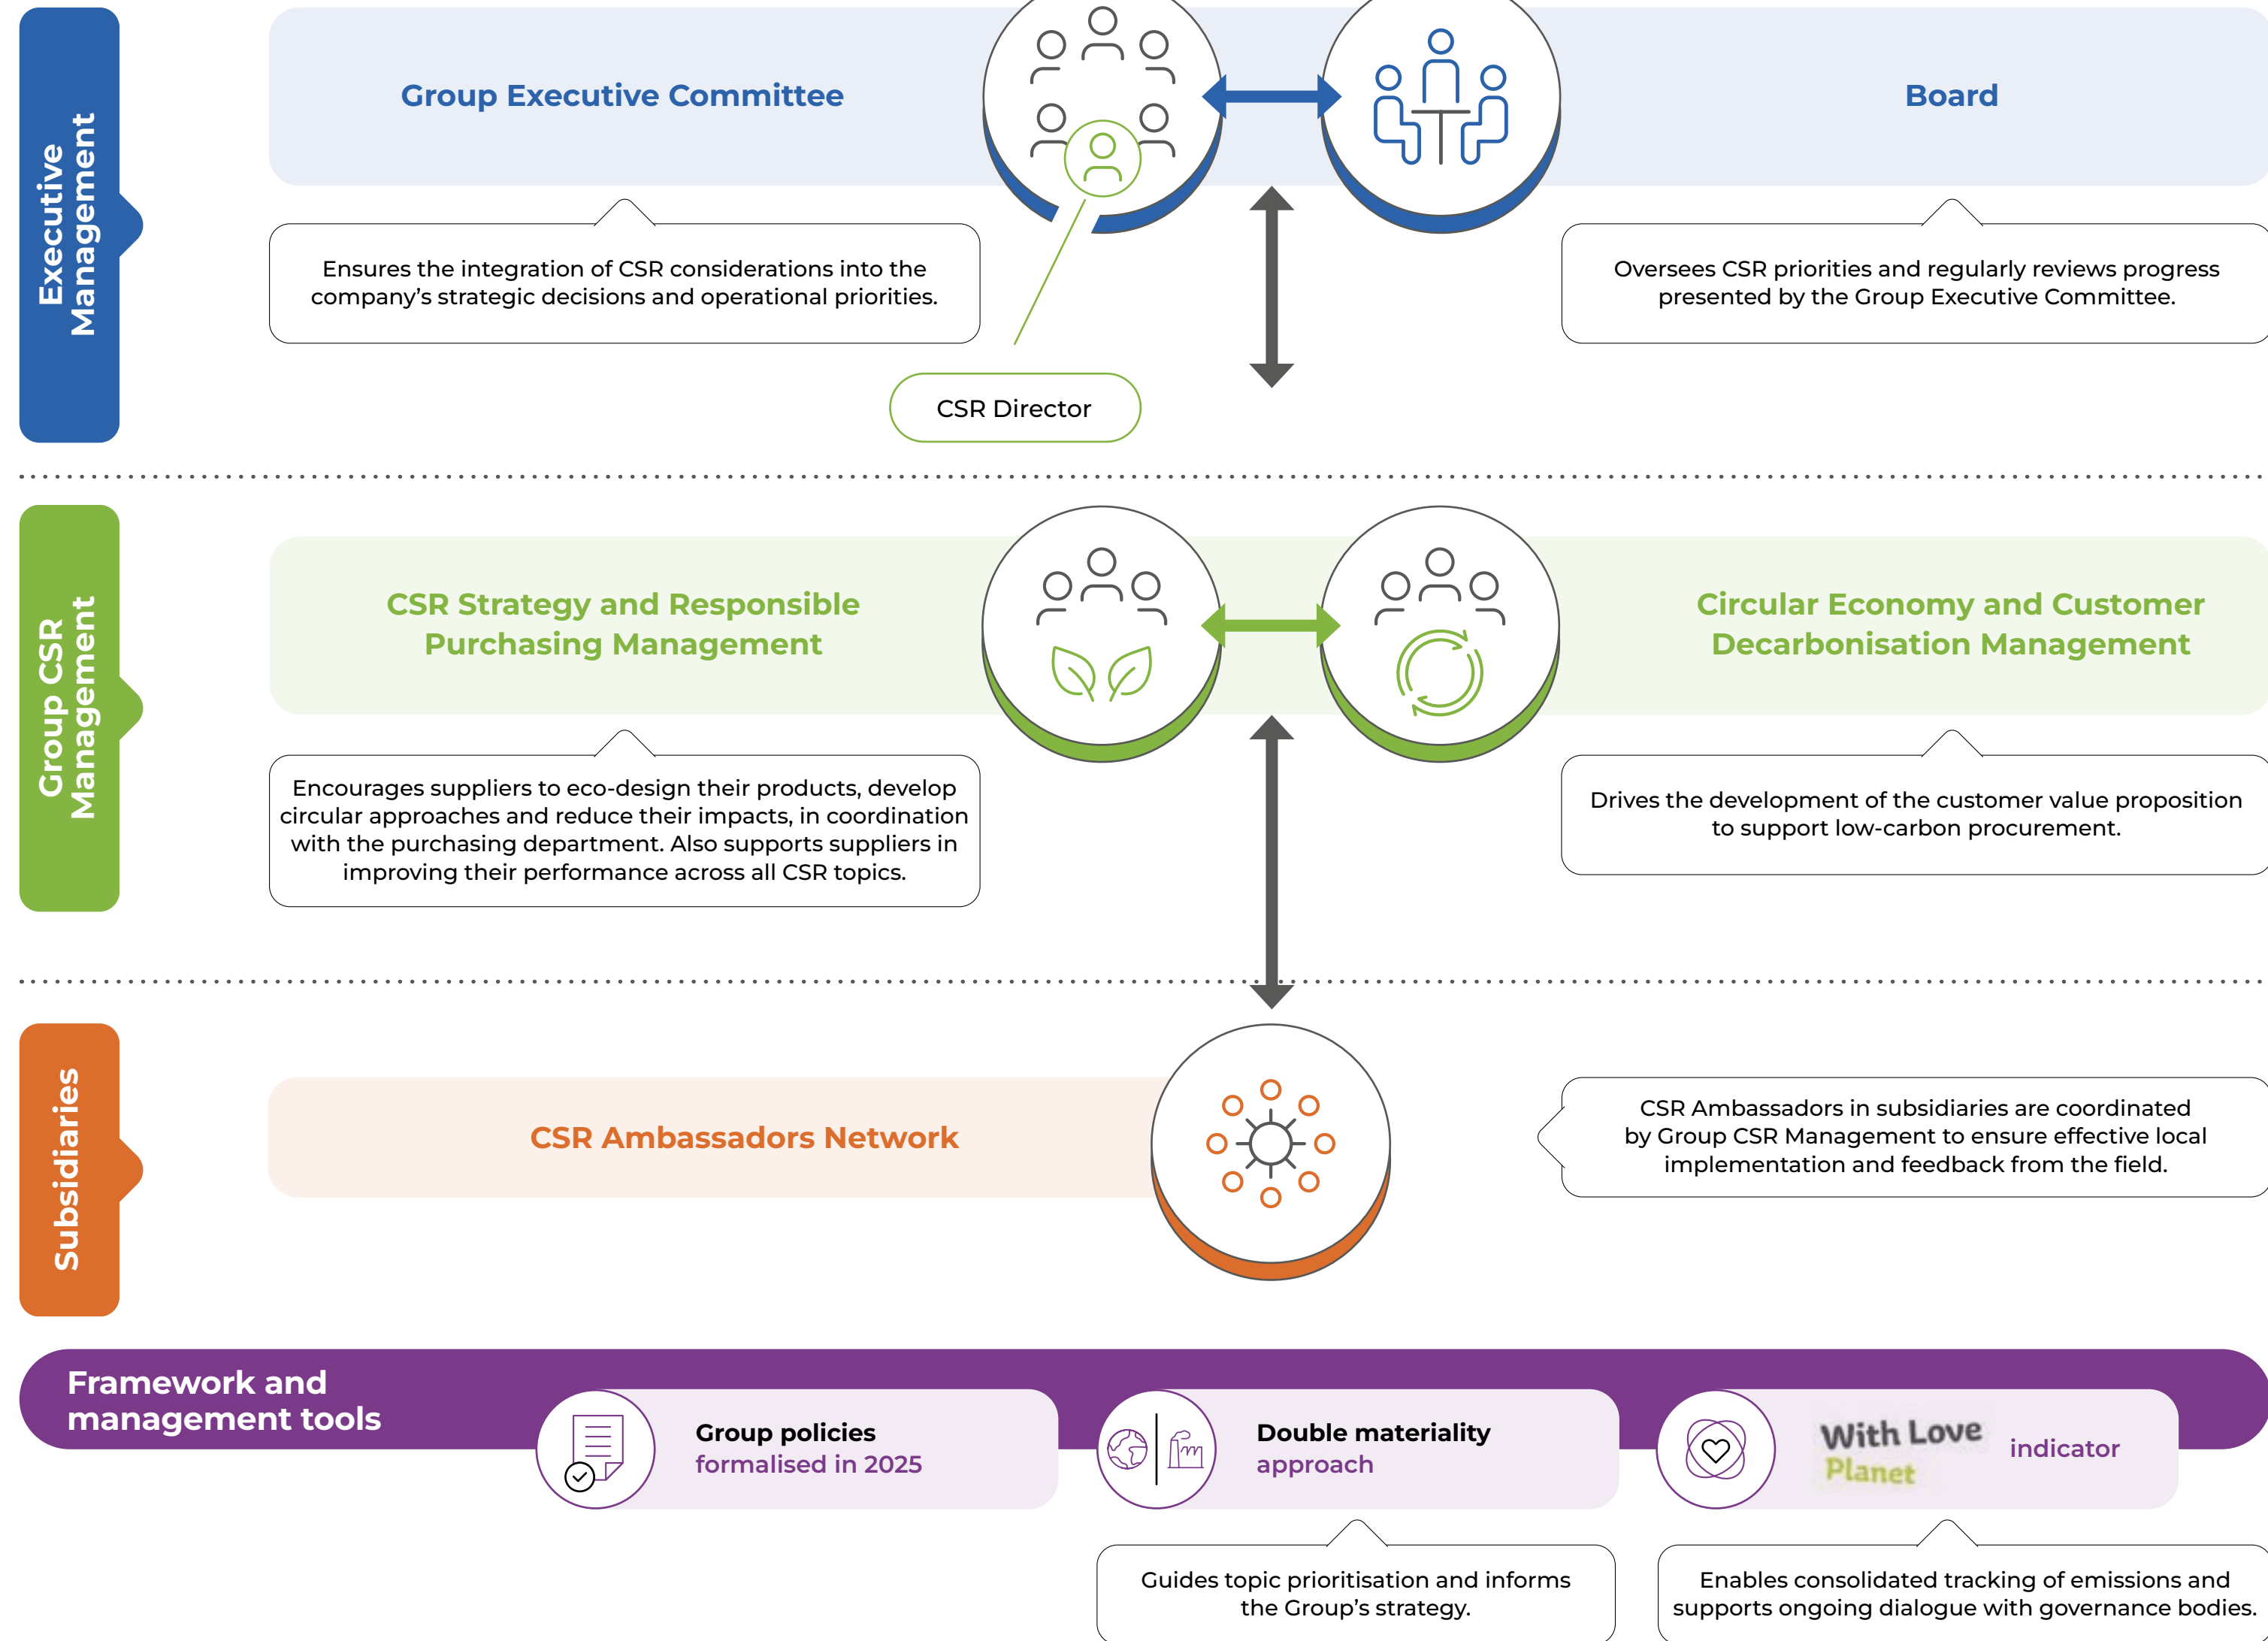 Executive
Management
Group Executive Committee
Board
Ensures the integration of CSR considerations into the
company’s strategic decisions and operational priorities.
Oversees CSR priorities and regularly reviews progress
presented by the Group Executive Committee.
CSR Director
Group CSR
Management
CSR Strategy and Responsible
Purchasing Management
Circular Economy and Customer
Decarbonisation Management
Encourages suppliers to eco-design their products, develop
circular approaches and reduce their impacts, in coordination
with the purchasing department. Also supports suppliers in
improving their performance across all CSR topics.
Drives the development of the customer value proposition
to support low-carbon procurement.
Subsidiaries
CSR Ambassadors Network
CSR Ambassadors in subsidiaries are coordinated
by Group CSR Management to ensure effective local
implementation and feedback from the field.
Framework and
management tools
Group policies
formalised in 2025
Double materiality
approach
With Love
Planet
indicator
Guides topic prioritisation and informs
the Group’s strategy.
Enables consolidated tracking of emissions and
supports ongoing dialogue with governance bodies.